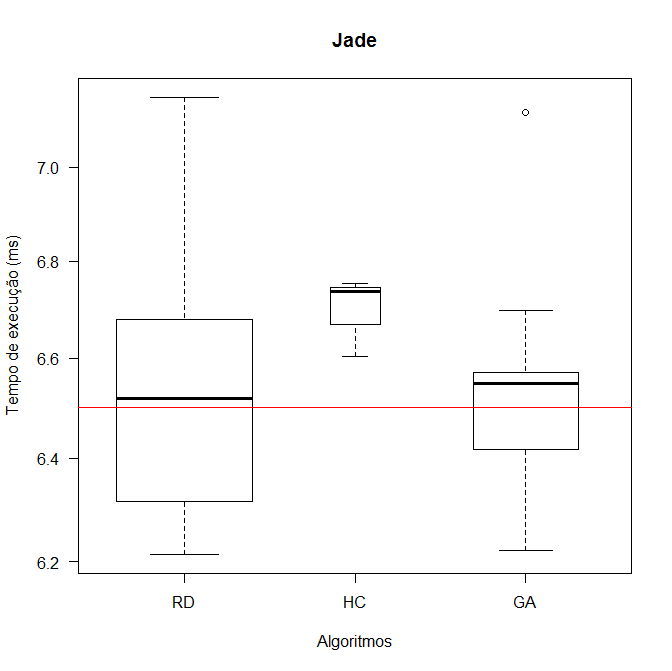 Jade
Tempo de execução (ms)
7.0
6.8
6.6
6.4
6.2
RD
HC
GA
Algoritmos